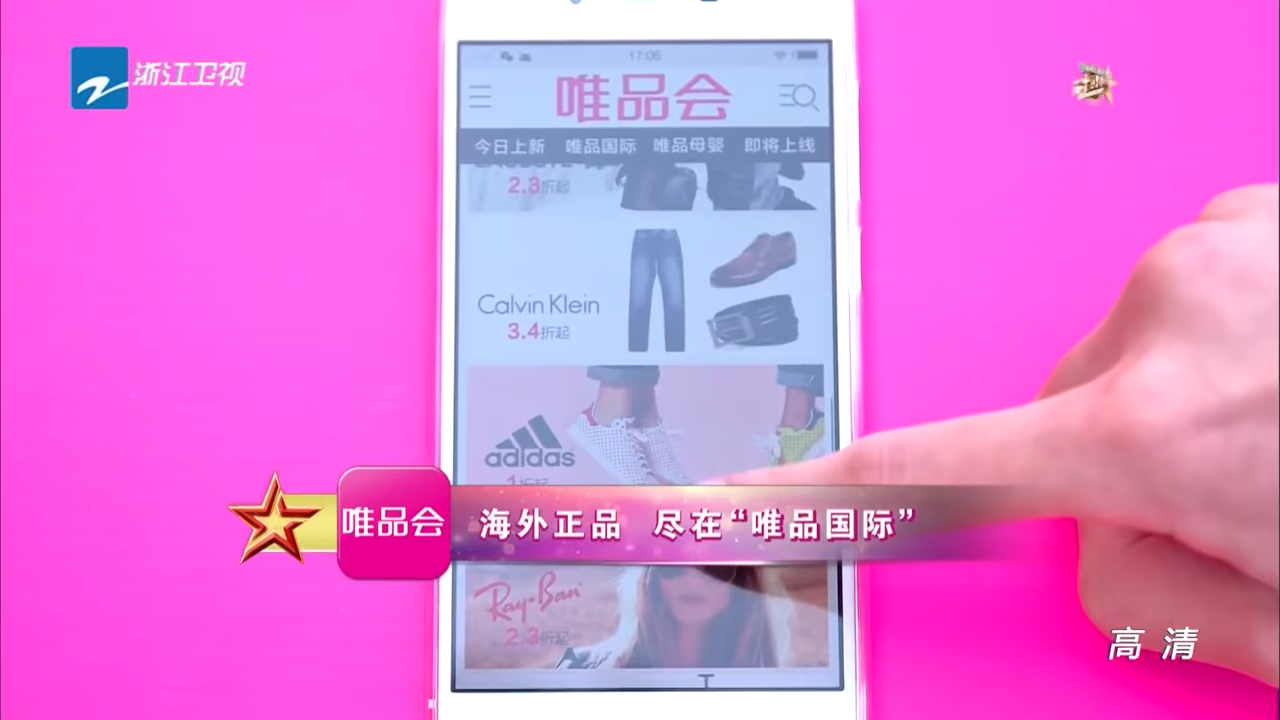 浙江卫视
17:06
唯品会
今日上新 唯品国际 唯品母婴 即将上线
2.3折起
Calvin Klein
3.4折起
adidas
1折起
唯品会
海外正品 尽在“唯品国际”
Ray-Ban
2.3折起
高清